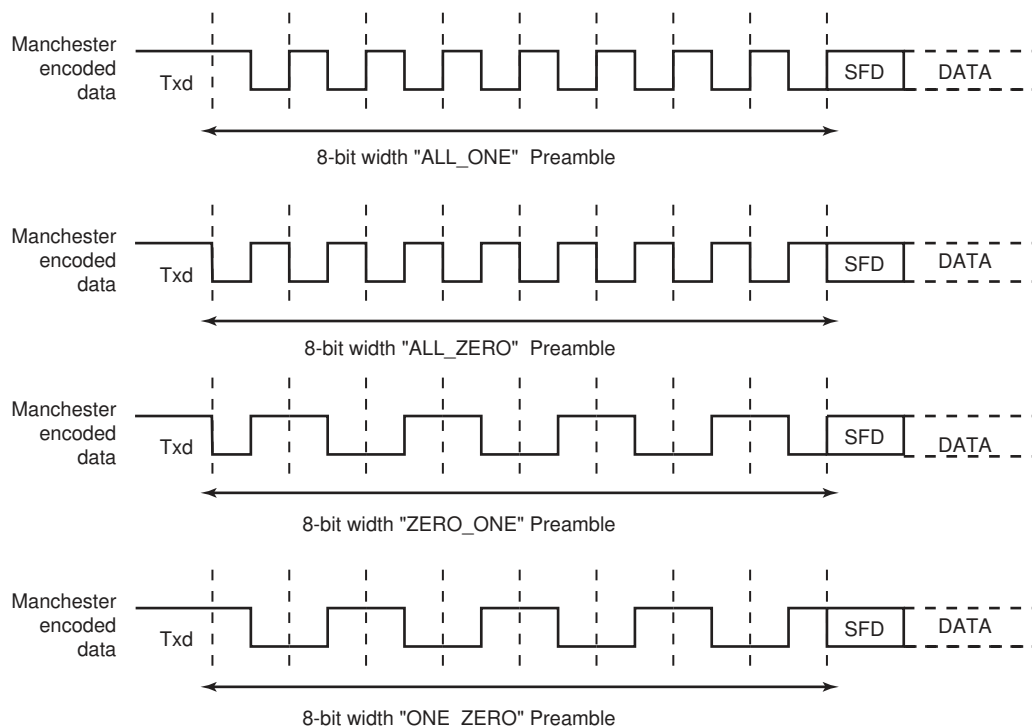 Manchester
encoded
data
Txd
SFD
DATA
8-bit width "ALL_ONE" Preamble
Manchester
encoded
data
Txd
SFD
DATA
8-bit width "ALL_ZERO" Preamble
Manchester
encoded
data
Txd
SFD
DATA
8-bit width "ZERO_ONE" Preamble
Manchester
encoded
data
Txd
SFD
DATA
8-bit width "ONE_ZERO" Preamble